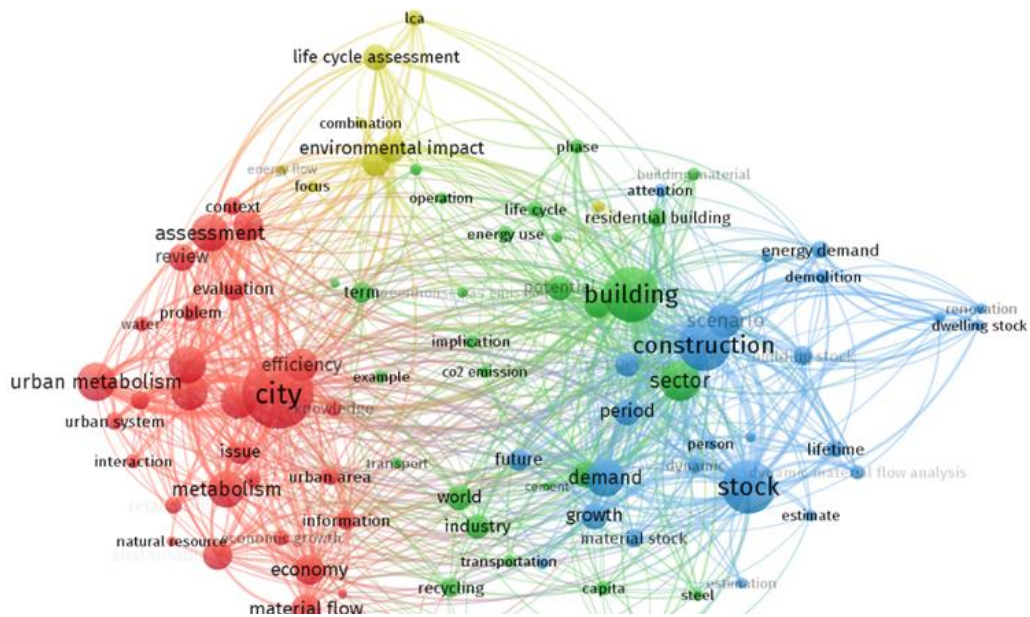 lca
life cycle assessment
combination
environmental impact
phase
energy flow
focus
building material
attention
operation
context
life cycle
residential building
assessment
energy use
review
energy demand
demolition
evaluation
term
potential
building
problem
water
scenario
renovation
dwelling stock
implication
construction
building stock
efficiency
urban metabolism
example
co2 emission
sector
city
knowledge
period
urban system
issue
person
lifetime
interaction
transport
future
dynamic
dynamic material flow analysis
metabolism
urban area
demand
cement
stock
world
growth
estimate
information
industry
natural resource
economic growth
material stock
economy
transportation
recycling
capita
steel
estimation
material flow